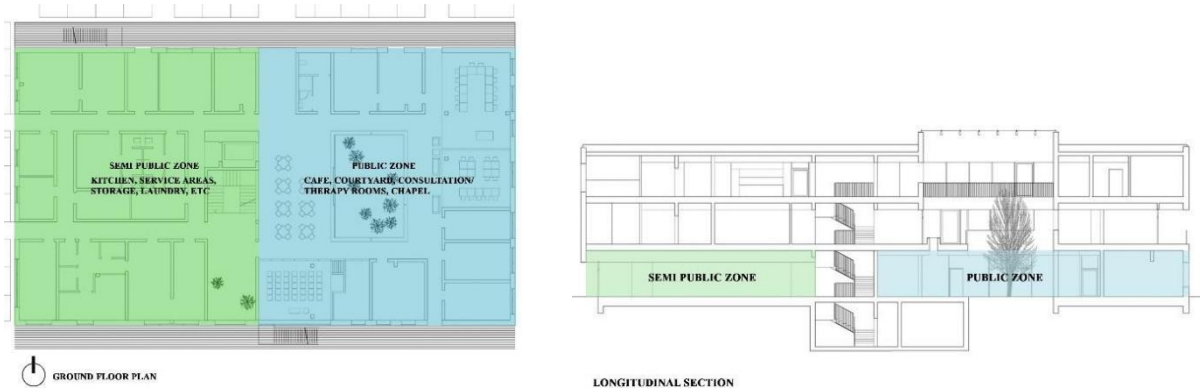 SEMI PUBLIC ZONE
KITCHEN, SERVICE AREAS,
STORAGE, LAUNDRY, ETC
PUBLIC ZONE
CAFE, COURTYARD, CONSULTATION/
THERAPY ROOMS, CHAPEL
GROUND FLOOR PLAN
SEMI PUBLIC ZONE
PUBLIC ZONE
LONGITUDINAL SECTION